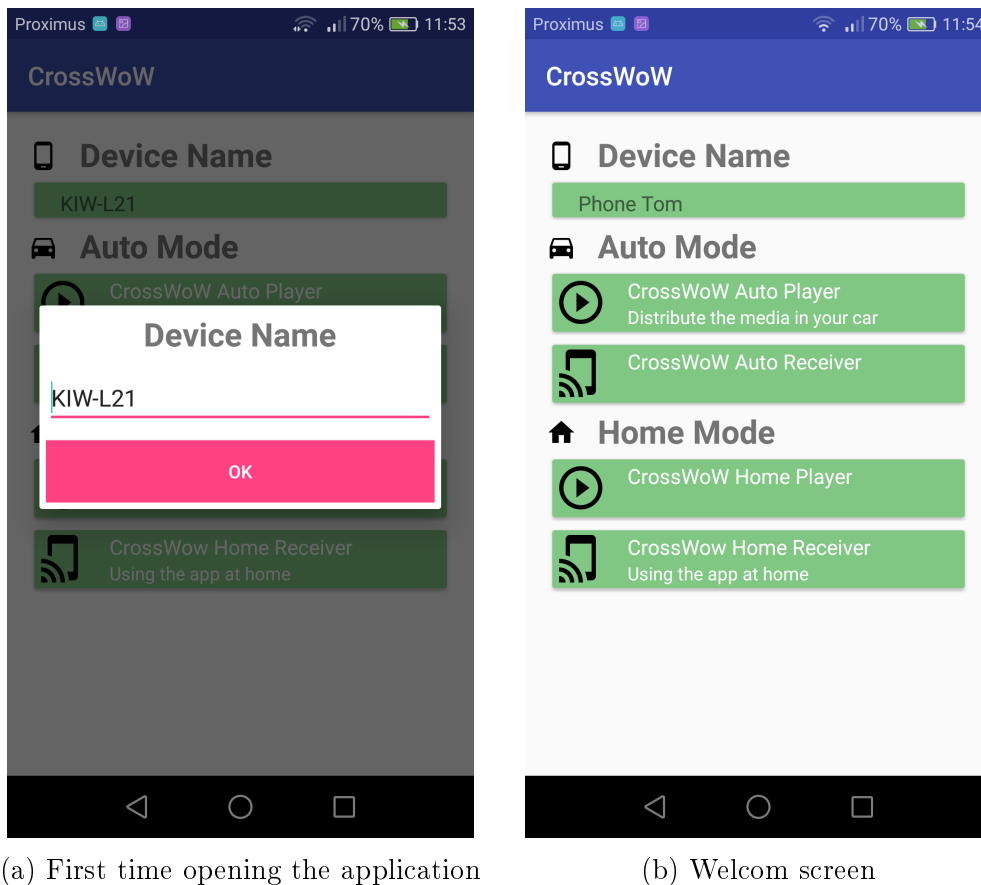 Proximus 70% 11:53
CrossWoW
Device Name
KIW-L21
Auto Mode
CrossWoW Auto Player
Device Name
KIW-L21
OK
CrossWow Home Receiver
Using the app at home
(a) First time opening the application
Proximus 70% 11:54
CrossWoW
Device Name
Phone Tom
Auto Mode
CrossWoW Auto Player
Distribute the media in your car
CrossWoW Auto Receiver
Home Mode
CrossWoW Home Player
CrossWow Home Receiver
Using the app at home
(b) Welcom screen